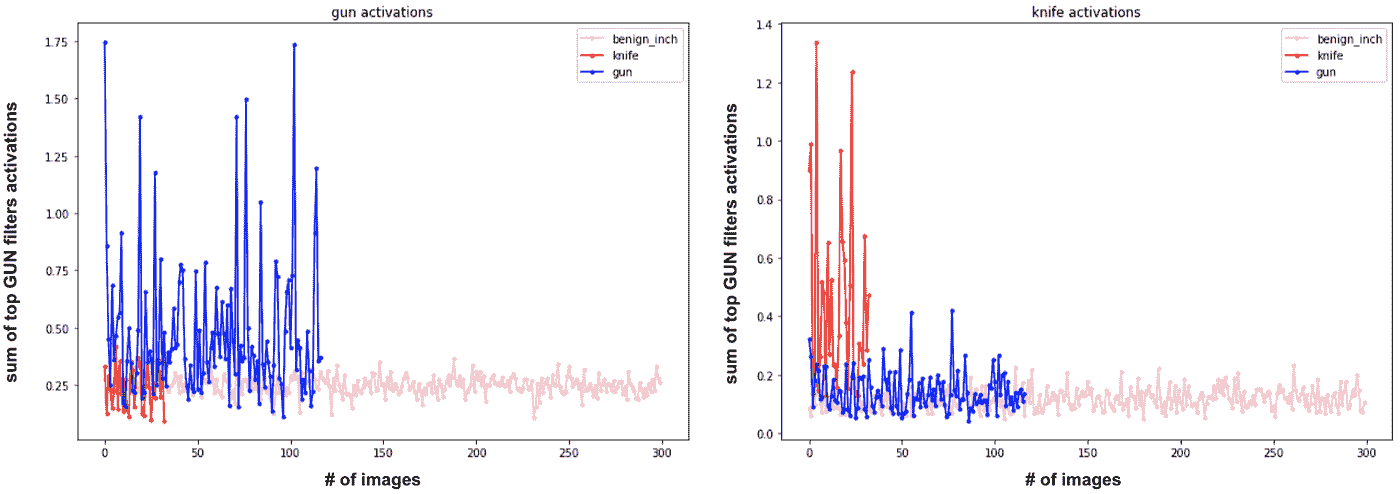 gun activations
benign_inch
knife
gun
sum of top GUN filters activations
1.75
1.50
1.25
1.00
0.75
0.50
0.25
0
50
100
150
200
250
300
# of images
knife activations
benign_inch
knife
gun
sum of top GUN filters activations
1.4
1.2
1.0
0.8
0.6
0.4
0.2
0.0
0
50
100
150
200
250
300
# of images